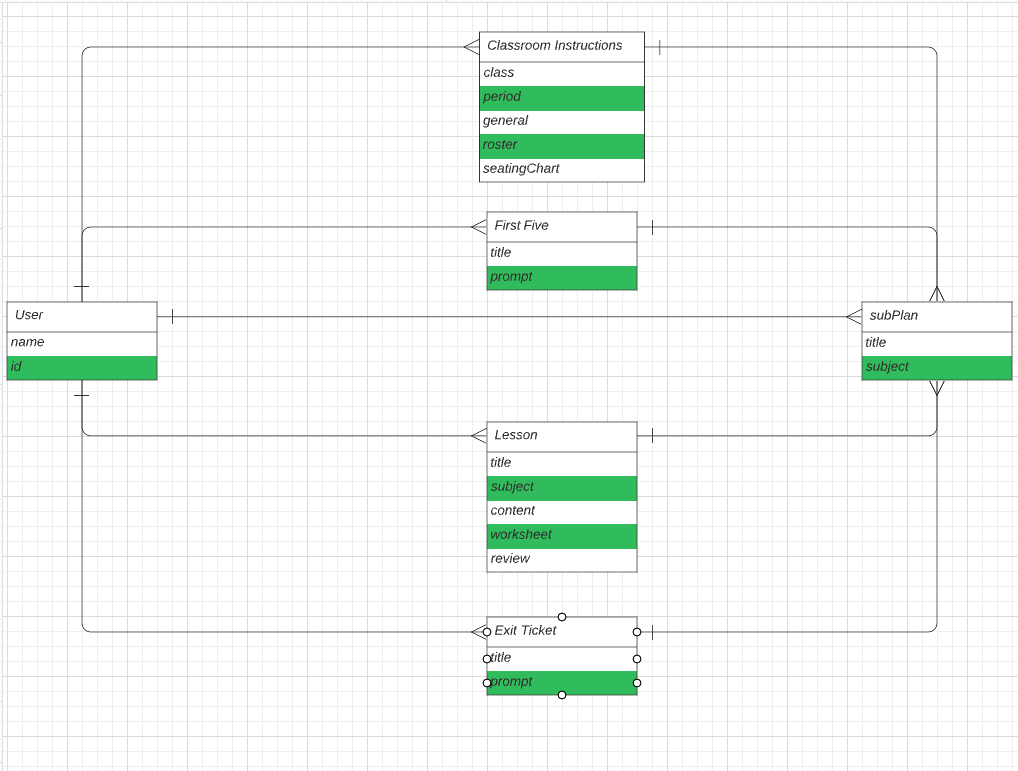 Classroom Instructions
class
period
general
roster
seatingChart
First Five
title
prompt
User
name
id
subPlan
title
subject
Lesson
title
subject
content
worksheet
review
Exit Ticket
title
prompt